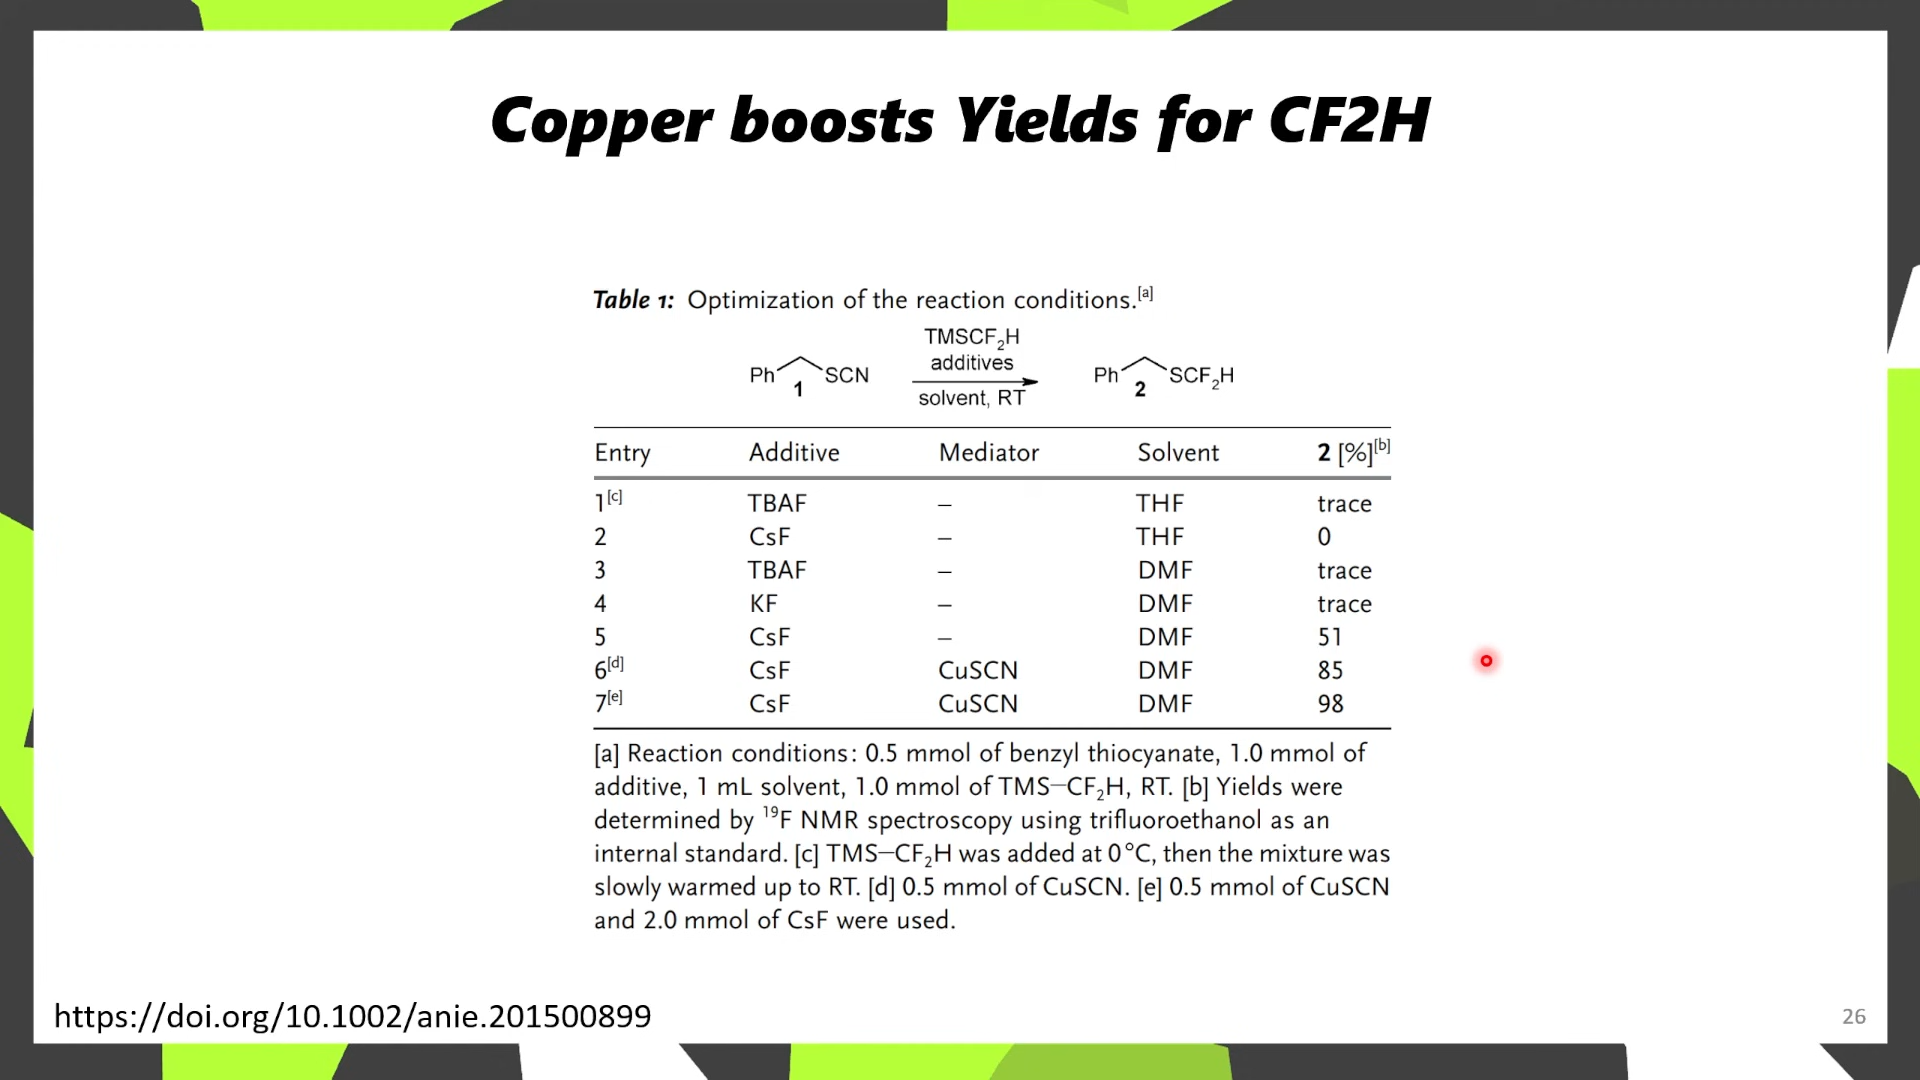 Copper boosts Yields for CF2H
Table 1: Optimization of the reaction conditions.[a]
TMSCF2H
additives
Ph SCN Ph SCF2H
1 2
solvent, RT
Entry Additive Mediator Solvent 2 [%][b]
1[c] TBAF – THF trace
2 CsF – THF 0
3 TBAF – DMF trace
4 KF – DMF trace
5 CsF – DMF 51
6[d] CsF CuSCN DMF 85
7[e] CsF CuSCN DMF 98
[a] Reaction conditions: 0.5 mmol of benzyl thiocyanate, 1.0 mmol of
additive, 1 mL solvent, 1.0 mmol of TMS–CF2H, RT. [b] Yields were
determined by 19F NMR spectroscopy using trifluoroethanol as an
internal standard. [c] TMS–CF2H was added at 0°C, then the mixture was
slowly warmed up to RT. [d] 0.5 mmol of CuSCN. [e] 0.5 mmol of CuSCN
and 2.0 mmol of CsF were used.
https://doi.org/10.1002/anie.201500899
26